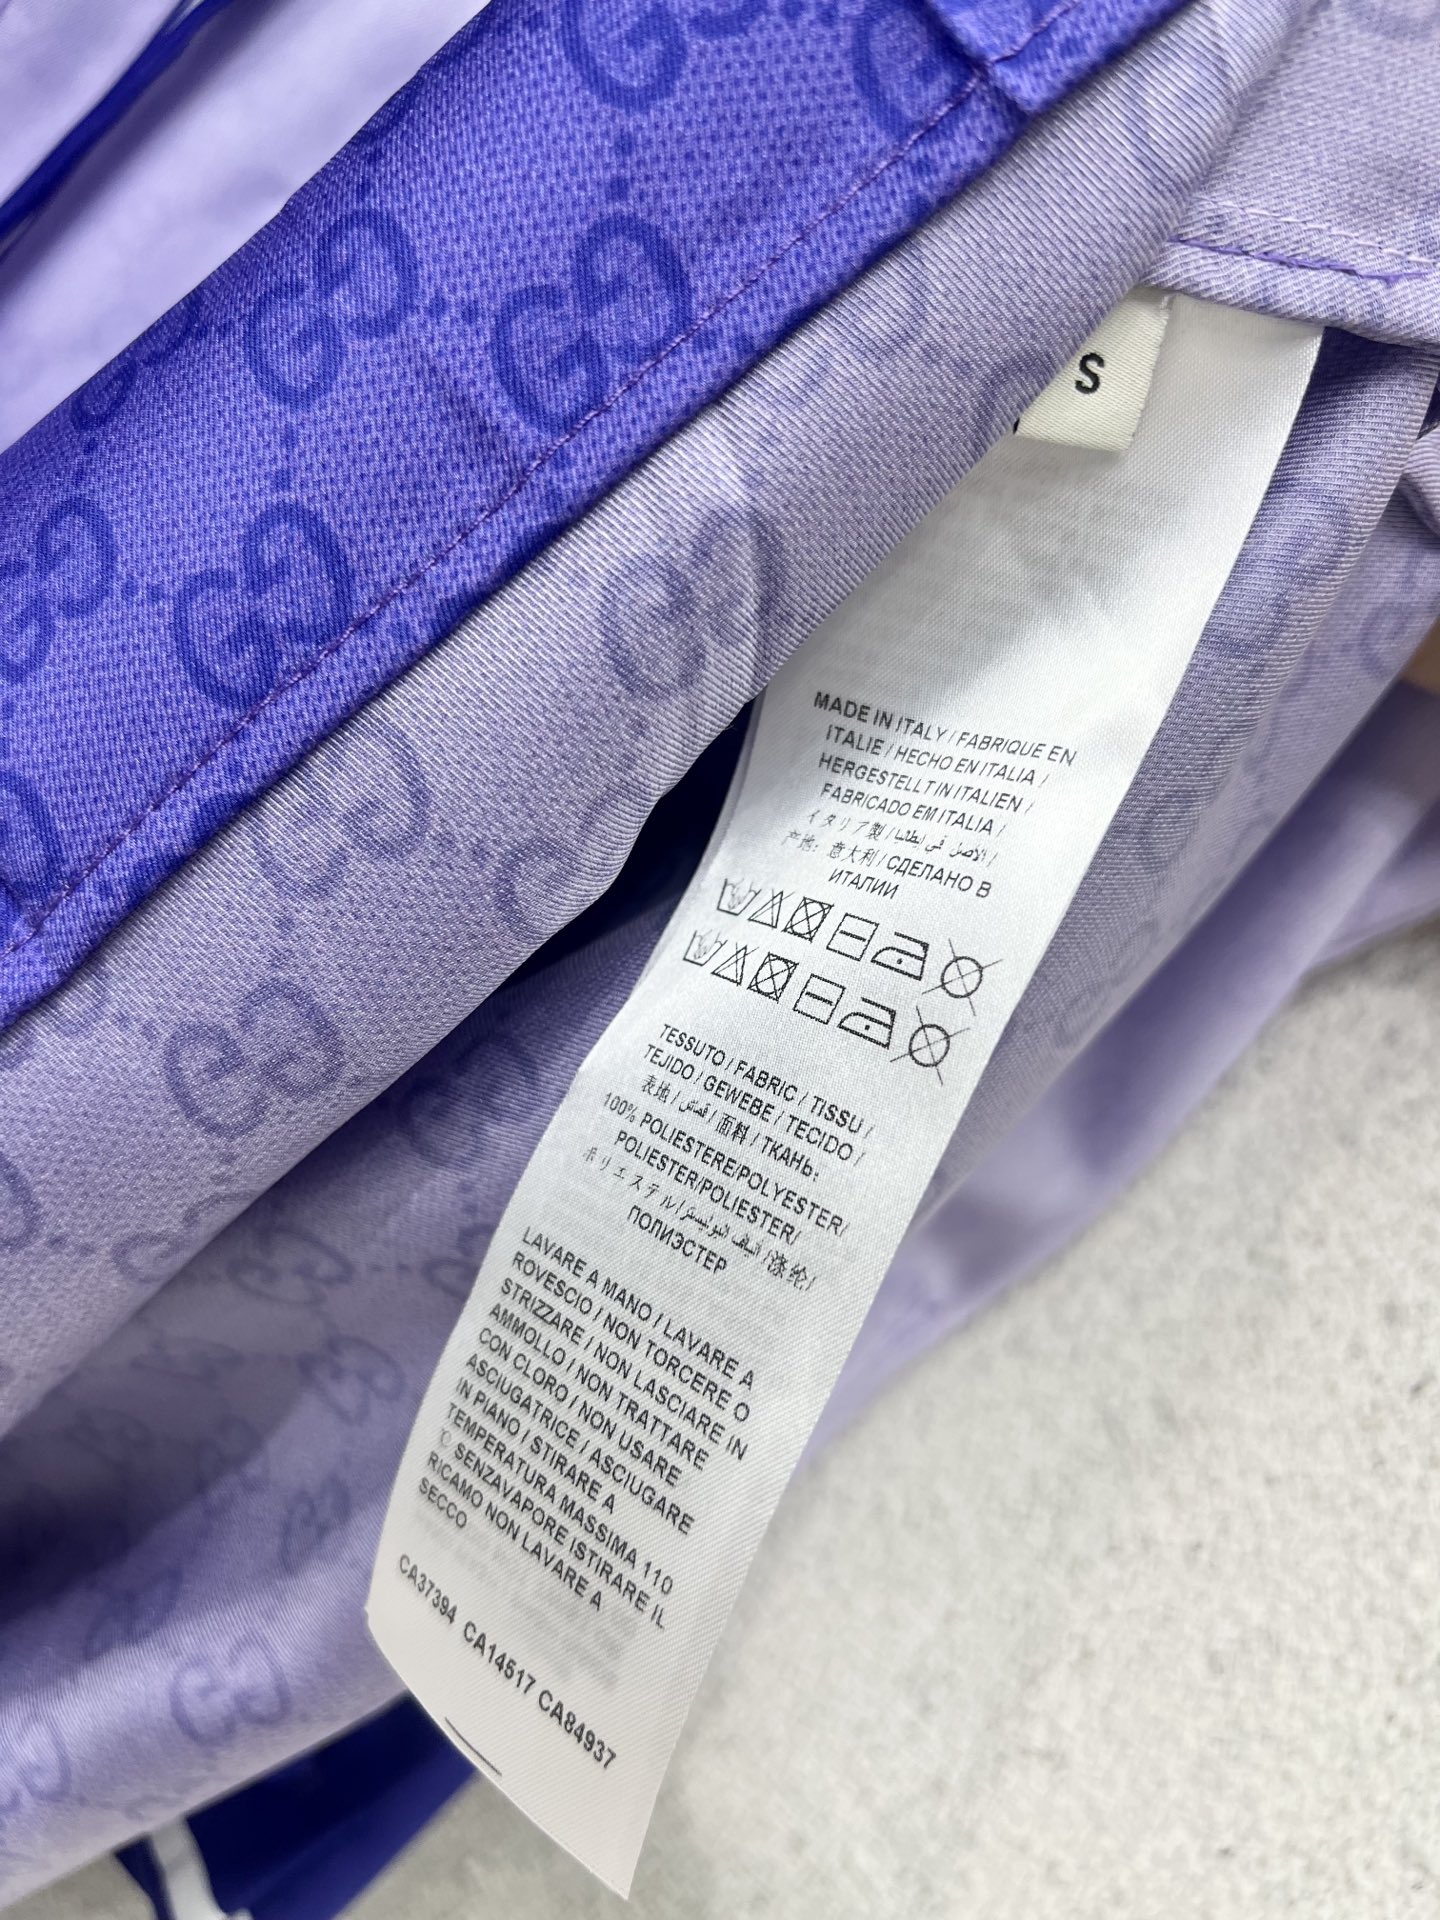 S
MADE IN ITALY / FABRIQUE EN
ITALIE / HECHO EN ITALIA /
HERGESTELLT IN ITALIEN /
FABRICADO EM ITALIA /
イタリア製 / الأصل في إيطاليا /
产地：意大利 / СДЕЛАНО В
ИТАЛИИ
TESSUTO / FABRIC / TISSU /
TEJIDO / GEWEBE / TECIDO /
表地 / قماش / 面料 / ТКАНЬ:
100% POLIESTERE/POLYESTER/
POLIESTER/POLIESTER/
ポリエステル/ البوليستر /涤纶/
ПОЛИЭСТЕР
LAVARE A MANO / LAVARE A
ROVESCIO / NON TORCERE O
STRIZZARE / NON LASCIARE IN
AMMOLLO / NON TRATTARE
CON CLORO / NON USARE
ASCIUGATRICE / ASCIUGARE
IN PIANO / STIRARE A
TEMPERATURA MASSIMA 110
°C SENZAVAPORE ISTIRARE IL
RICAMO NON LAVARE A
SECCO
CA37394 CA14517 CA84937